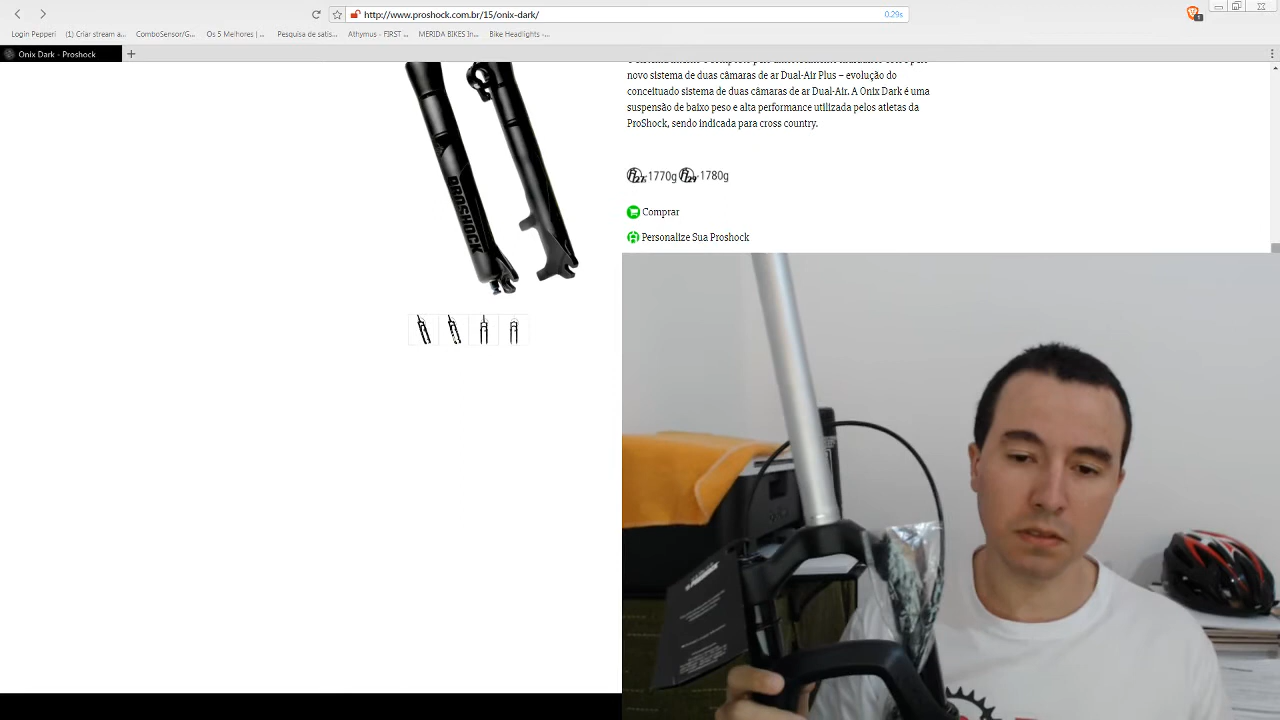 http://www.proshock.com.br/15/onix-dark/
0.29s
Login Pepperi
(1) Criar stream a...
ComboSensor/G...
Os 5 Melhores | ...
Pesquisa de satis...
Athymus - FIRST ...
MERIDA BIKES In...
Bike Headlights -...
Onix Dark - Proshock
novo sistema de duas câmaras de ar Dual-Air Plus – evolução do
conceituado sistema de duas câmaras de ar Dual-Air. A Onix Dark é uma
suspensão de baixo peso e alta performance utilizada pelos atletas da
ProShock, sendo indicada para cross country.
1770g 1780g
Comprar
Personalize Sua Proshock
PROSHOCK